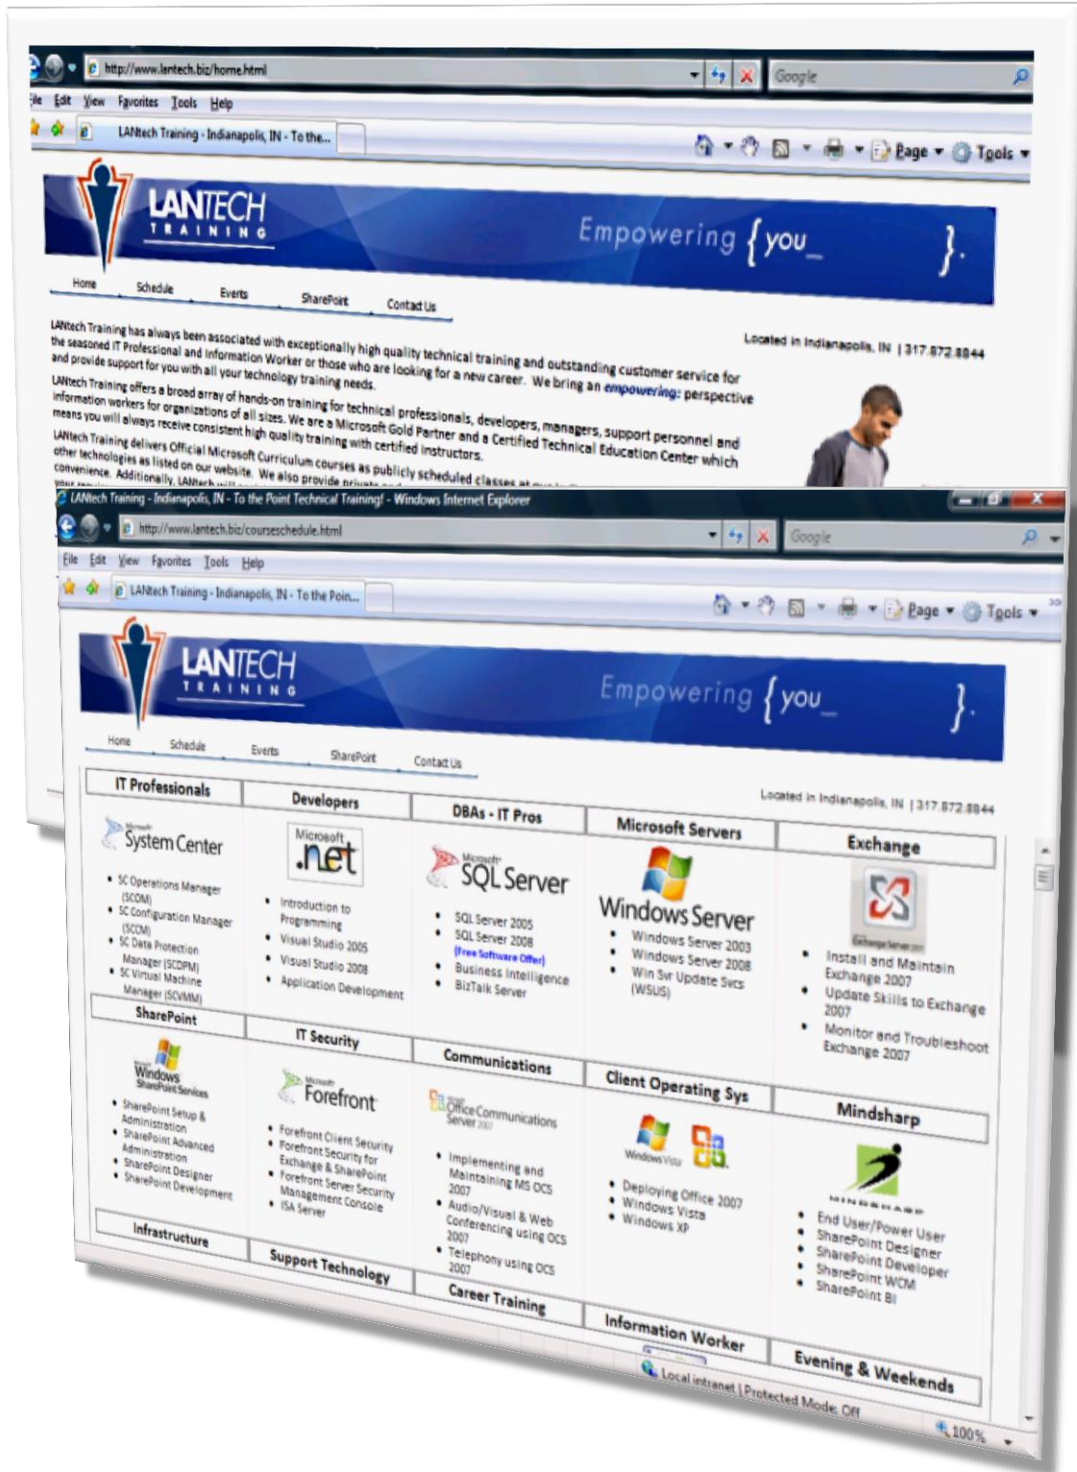 http://www.lantech.biz/home.html
Google
File Edit View Favorites Tools Help
LANtech Training - Indianapolis, IN - To the...
Page Tools
LANTECH
TRAINING
Empowering { you_ }.
Home Schedule Events SharePoint Contact Us
Located in Indianapolis, IN | 317.872.8844
LANtech Training has always been associated with exceptionally high quality technical training and outstanding customer service for
the seasoned IT Professional and Information Worker or those who are looking for a new career. We bring an empowering: perspective
and provide support for you with all your technology training needs.
LANtech Training offers a broad array of hands-on training for technical professionals, developers, managers, support personnel and
information workers for organizations of all sizes. We are a Microsoft Gold Partner and a Certified Technical Education Center which
means you will always receive consistent high quality training with certified instructors.
LANtech Training delivers Official Microsoft Curriculum courses as publicly scheduled classes at our
other technologies as listed on our website. We also provide private
convenience. Additionally, LANtech will
LANtech Training - Indianapolis, IN - To the Point Technical Training! - Windows Internet Explorer
http://www.lantech.biz/courseschedule.html
Google
File Edit View Favorites Tools Help
LANtech Training - Indianapolis, IN - To the Poin...
Page Tools
LANTECH
TRAINING
Empowering { you_ }.
Home Schedule Events SharePoint Contact Us
Located in Indianapolis, IN | 317.872.8844
IT Professionals
Microsoft
System Center
• SC Operations Manager
(SCOM)
• SC Configuration Manager
(SCCM)
• SC Data Protection
Manager (SCDPM)
• SC Virtual Machine
Manager (SCVMM)
Developers
Microsoft
.net
• Introduction to
Programming
• Visual Studio 2005
• Visual Studio 2008
• Application Development
DBAs - IT Pros
Microsoft
SQL Server
• SQL Server 2005
• SQL Server 2008
(Free Software Offer)
• Business Intelligence
• BizTalk Server
Microsoft Servers
Windows Server
• Windows Server 2003
• Windows Server 2008
• Win Svr Update Svcs
(WSUS)
Exchange
Exchange Server 2007
• Install and Maintain
Exchange 2007
• Update Skills to Exchange
2007
• Monitor and Troubleshoot
Exchange 2007
SharePoint
Microsoft
Windows
SharePoint Services
• SharePoint Setup &
Administration
• SharePoint Advanced
Administration
• SharePoint Designer
• SharePoint Development
IT Security
Microsoft
Forefront
• Forefront Client Security
• Forefront Security for
Exchange & SharePoint
• Forefront Server Security
Management Console
• ISA Server
Communications
Office Communications
Server 2007
• Implementing and
Maintaining MS OCS
2007
• Audio/Visual & Web
Conferencing using OCS
2007
• Telephony using OCS
2007
Client Operating Sys
Windows Vista
• Deploying Office 2007
• Windows Vista
• Windows XP
Mindsharp
MINDSHARP
• End User/Power User
• SharePoint Designer
• SharePoint Developer
• SharePoint WCM
• SharePoint BI
Infrastructure
Support Technology
Career Training
Information Worker
Evening & Weekends
Local intranet | Protected Mode: Off
100%